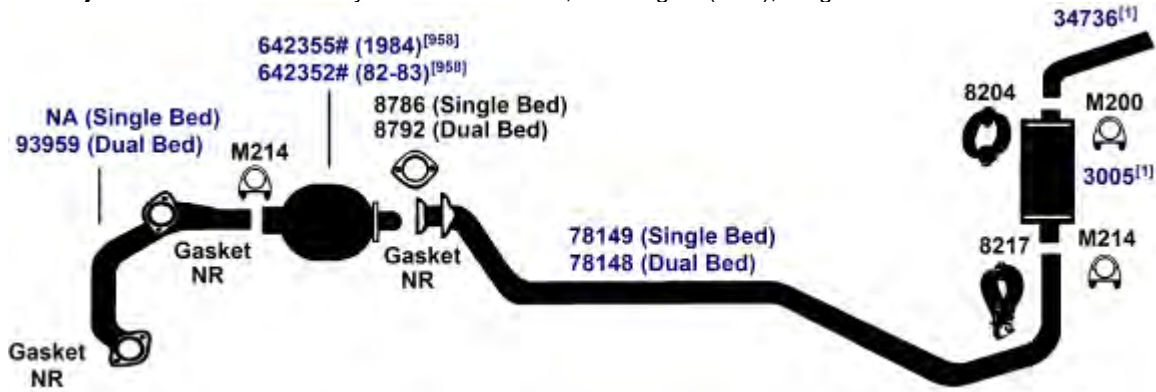 34736[1]
642355# (1984)[958]
642352# (82-83)[958]
8786 (Single Bed)
8792 (Dual Bed)
8204
M200
NA (Single Bed)
93959 (Dual Bed)
M214
3005[1]
Gasket
NR
Gasket
NR
78149 (Single Bed)
78148 (Dual Bed)
8217
M214
Gasket
NR